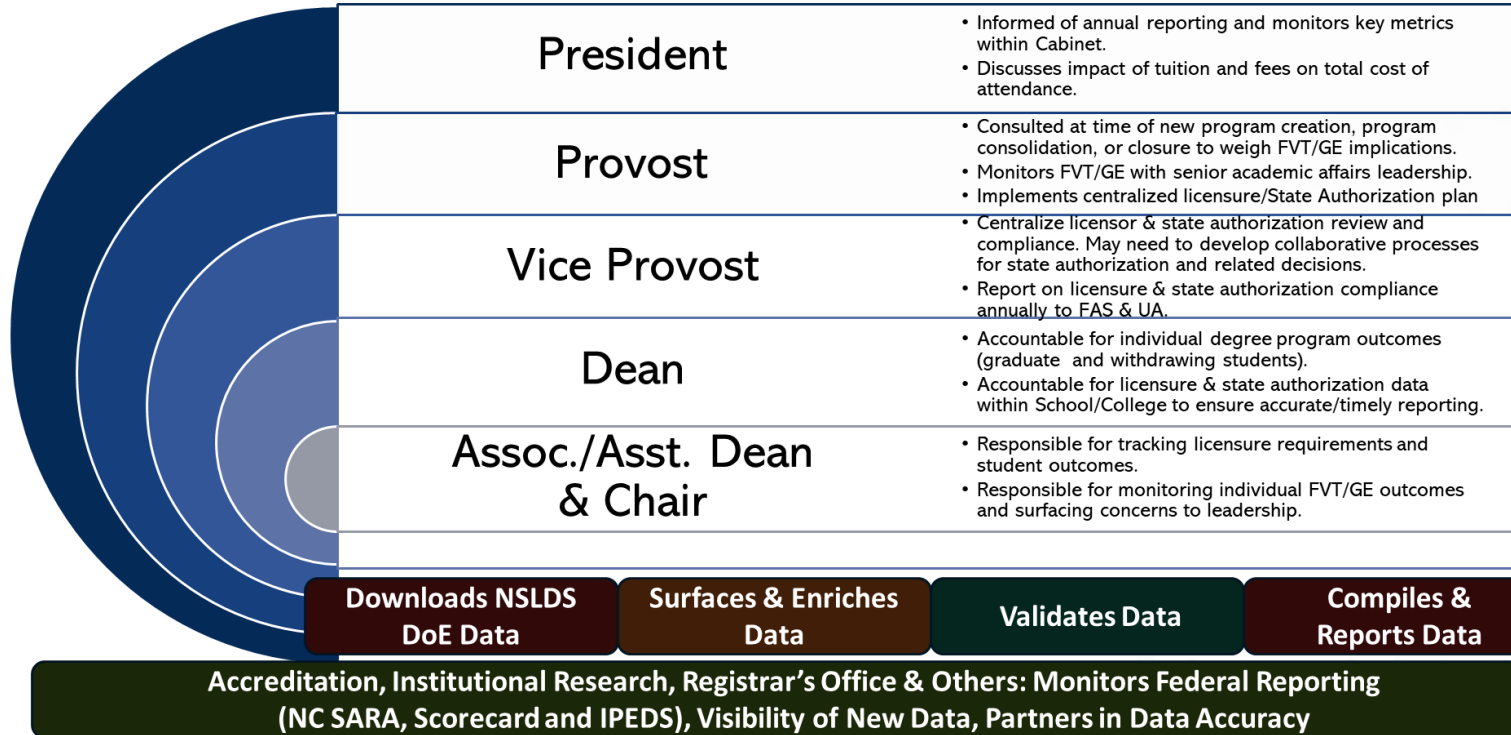 President
• Informed of annual reporting and monitors key metrics
within Cabinet.
• Discusses impact of tuition and fees on total cost of
attendance.
Provost
• Consulted at time of new program creation, program
consolidation, or closure to weigh FVT/GE implications.
• Monitors FVT/GE with senior academic affairs leadership.
• Implements centralized licensure/State Authorization plan
Vice Provost
• Centralize licensor & state authorization review and
compliance. May need to develop collaborative processes
for state authorization and related decisions.
• Report on licensure & state authorization compliance
annually to FAS & UA.
Dean
• Accountable for individual degree program outcomes
(graduate and withdrawing students).
• Accountable for licensure & state authorization data
within School/College to ensure accurate/timely reporting.
Assoc./Asst. Dean
& Chair
• Responsible for tracking licensure requirements and
student outcomes.
• Responsible for monitoring individual FVT/GE outcomes
and surfacing concerns to leadership.
Downloads NSLDS
DoE Data
Surfaces & Enriches
Data
Validates Data
Compiles &
Reports Data
Accreditation, Institutional Research, Registrar’s Office & Others: Monitors Federal Reporting
(NC SARA, Scorecard and IPEDS), Visibility of New Data, Partners in Data Accuracy